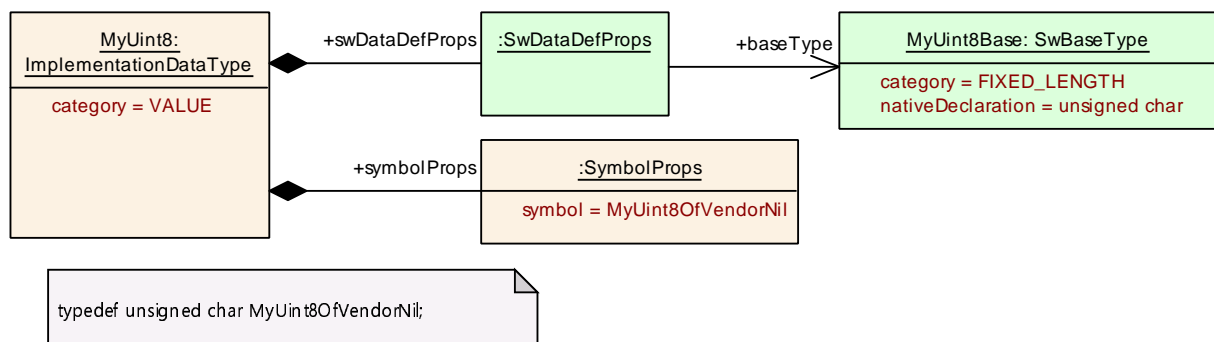 MyUint8:
ImplementationDataType
category = VALUE
+swDataDefProps
:SwDataDefProps
+baseType
MyUint8Base: SwBaseType
category = FIXED_LENGTH
nativeDeclaration = unsigned char
+symbolProps
:SymbolProps
symbol = MyUint8OfVendorNil
typedef unsigned char MyUint8OfVendorNil;